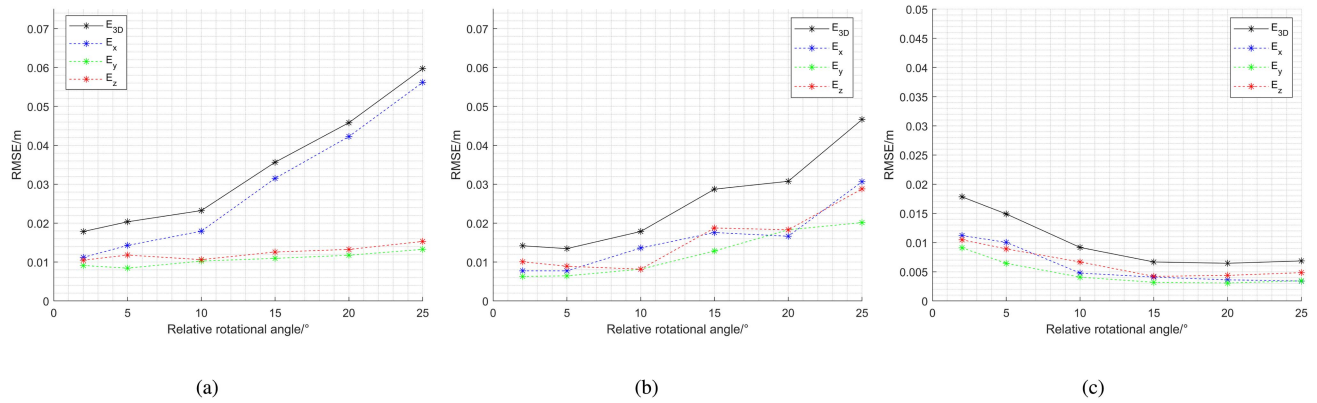 0.07
0.06
0.05
0.04
0.03
0.02
0.01
0
RMSE/m
E3D
Ex
Ey
Ez
0 5 10 15 20 25
Relative rotational angle/°
(a)
0.07
0.06
0.05
0.04
0.03
0.02
0.01
0
RMSE/m
E3D
Ex
Ey
Ez
0 5 10 15 20 25
Relative rotational angle/°
(b)
0.05
0.045
0.04
0.035
0.03
0.025
0.02
0.015
0.01
0.005
0
RMSE/m
E3D
Ex
Ey
Ez
0 5 10 15 20 25
Relative rotational angle/°
(c)